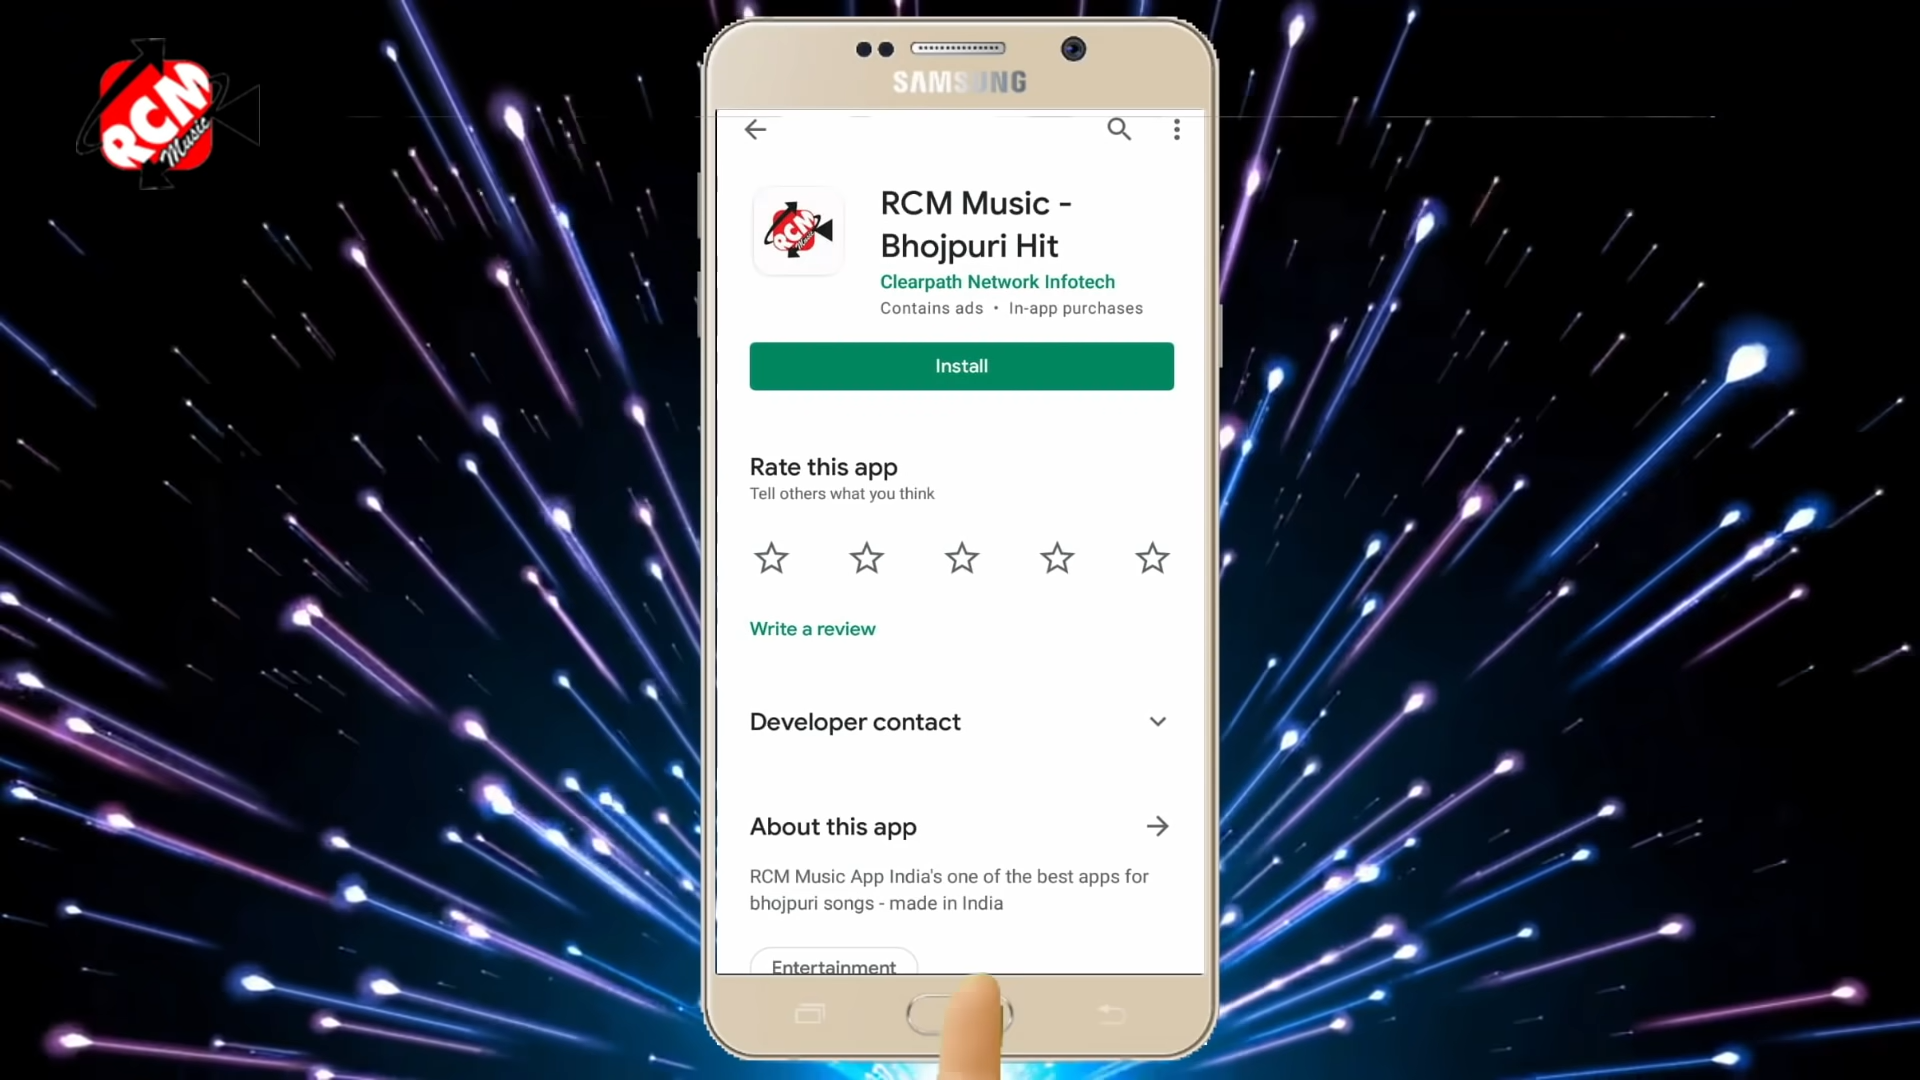 RCM
Music
SAMSUNG
RCM
Music
RCM Music -
Bhojpuri Hit
Clearpath Network Infotech
Contains ads • In-app purchases
Install
Rate this app
Tell others what you think
Write a review
Developer contact
About this app
RCM Music App India's one of the best apps for
bhojpuri songs - made in India
Entertainment